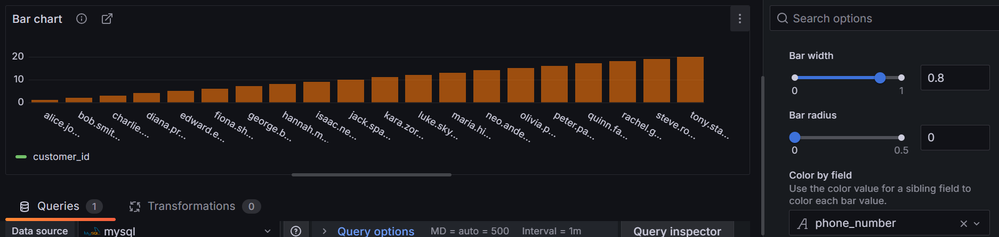 Bar chart
20
10
0
alice.jo...
bob.smit...
charlie....
diana.pr...
edward.e...
fiona.sh...
george.b...
hannah.m...
isaac.ne...
jack.spa...
kara.zor...
luke.sky...
maria.hi...
neo.ande...
olivia.p...
peter.pa...
quinn.fa...
rachel.g...
steve.ro...
tony.sta...
customer_id
Queries 1 Transformations 0
Data source MySQL mysql Query options MD = auto = 500 Interval = 1m Query inspector
Search options
Bar width
0.8
0 1
Bar radius
0
0 0.5
Color by field
Use the color value for a sibling field to
color each bar value.
phone_number